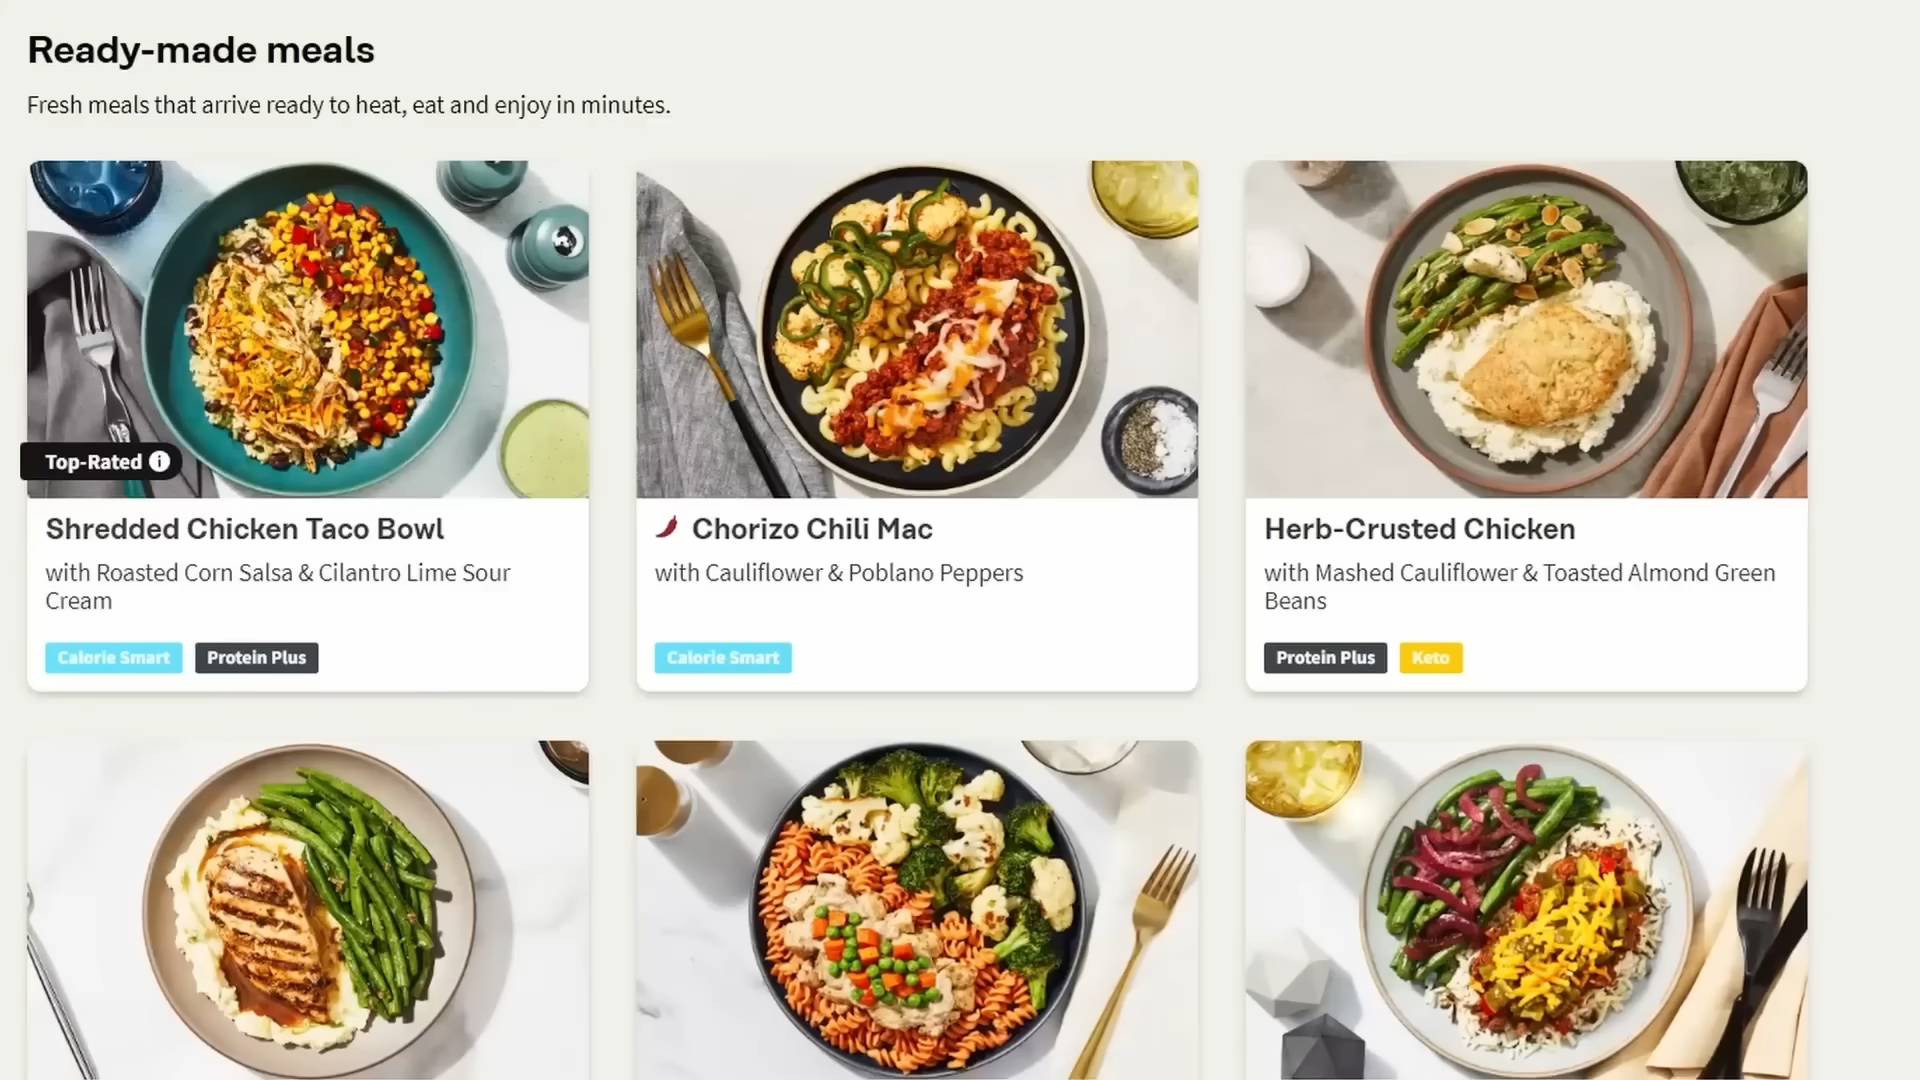 Ready-made meals
Fresh meals that arrive ready to heat, eat and enjoy in minutes.
Top-Rated i
Shredded Chicken Taco Bowl
with Roasted Corn Salsa & Cilantro Lime Sour
Cream
Calorie Smart
Protein Plus
Chorizo Chili Mac
with Cauliflower & Poblano Peppers
Calorie Smart
Herb-Crusted Chicken
with Mashed Cauliflower & Toasted Almond Green
Beans
Protein Plus
Keto